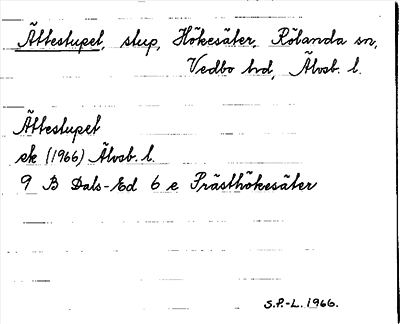 Ättestupet, stup, Hökesäter, Rölanda sn,
Vedbo hd, Älvsb. l.
Ättestupet
ek (1966) Älvsb. l.
9 B Dals-Ed 6 e Prästhökesäter
S.P.-L. 1966.